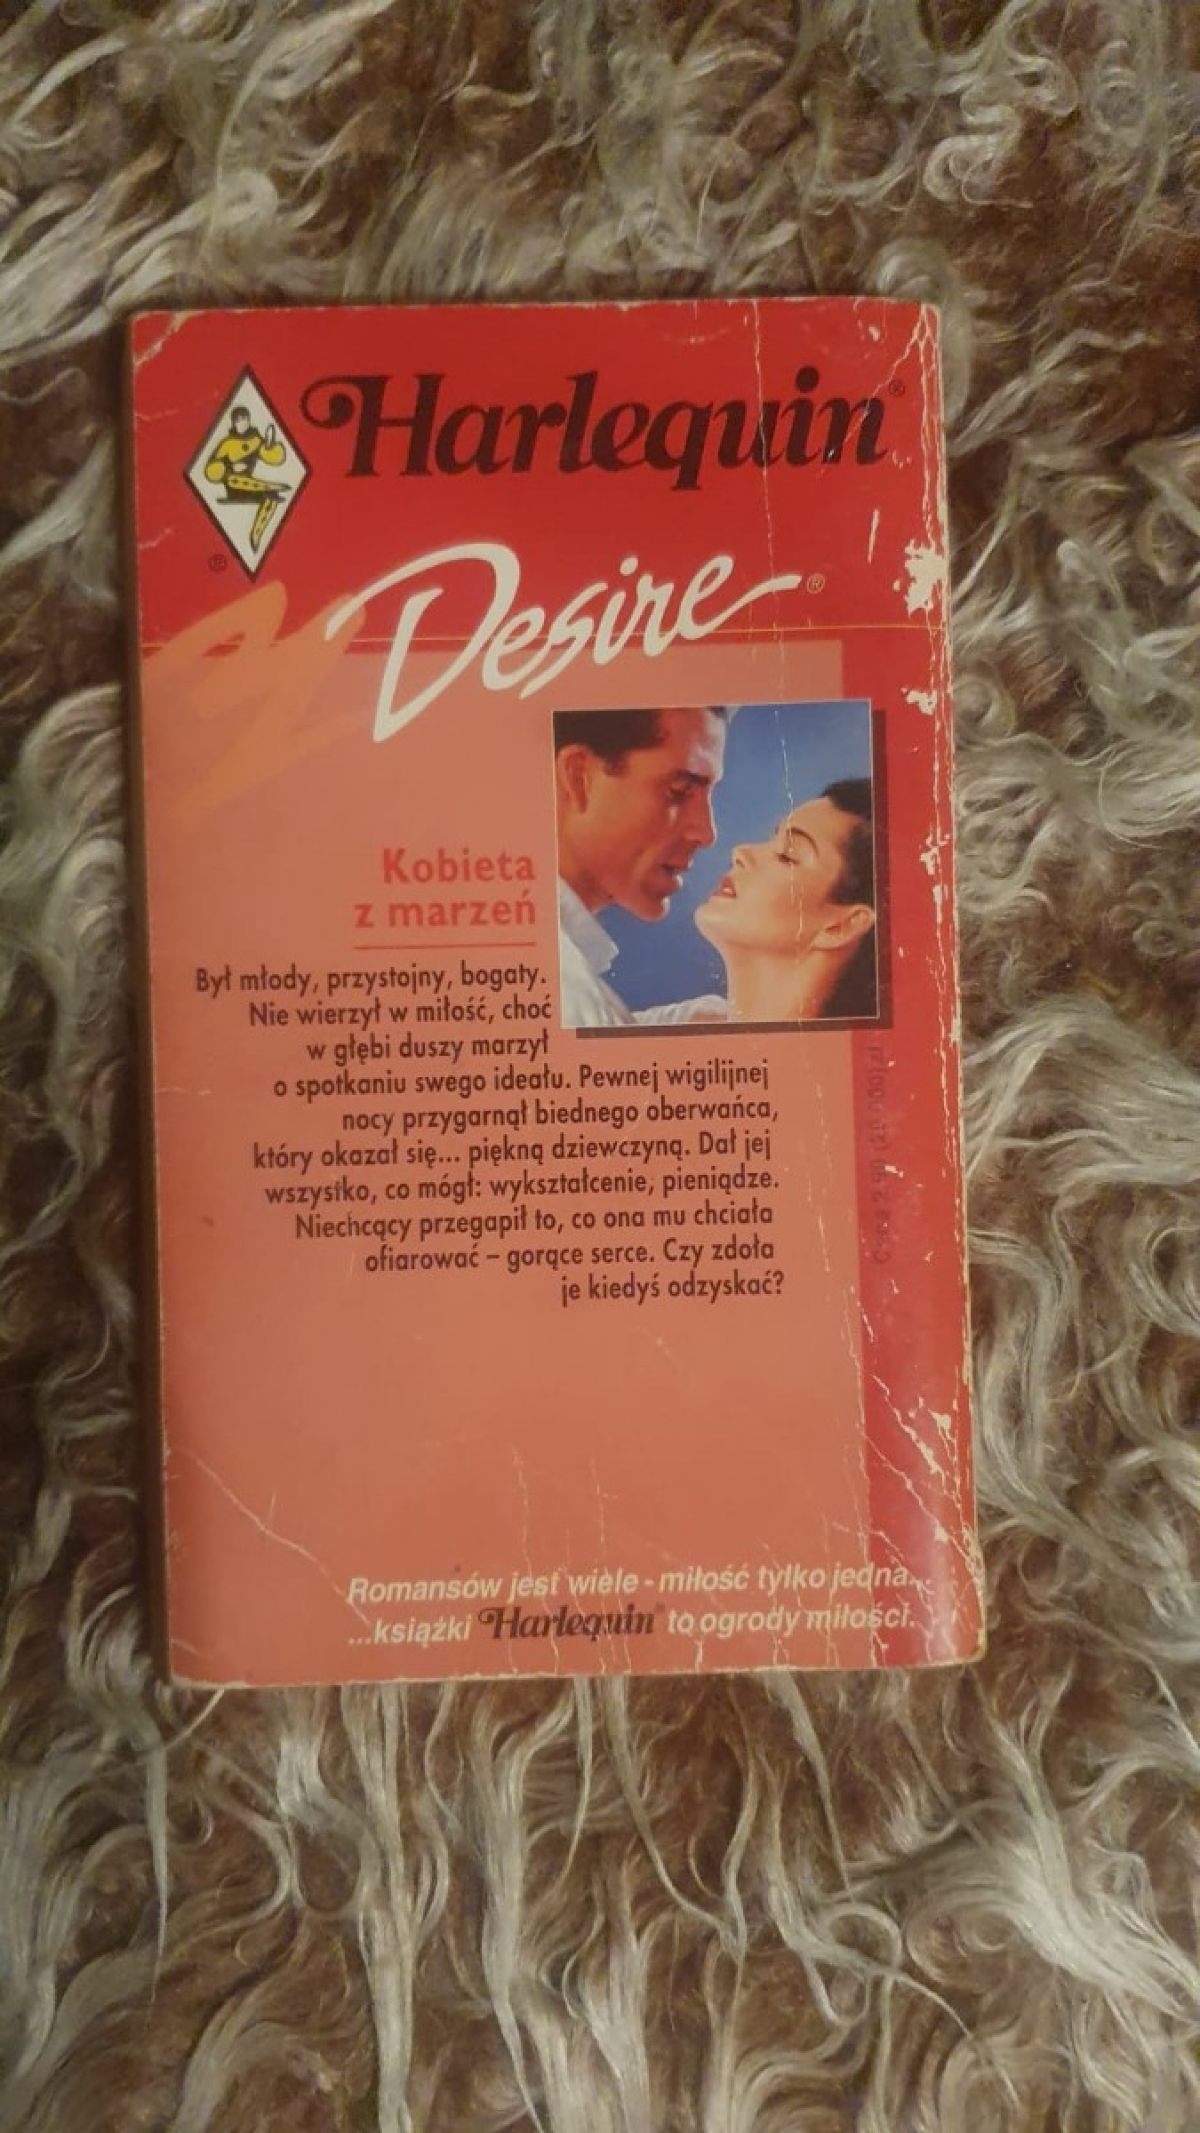 Harlequin®
®
Desire®
Kobieta
z marzeń
Był młody, przystojny, bogaty.
Nie wierzył w miłość, choć
w głębi duszy marzył
o spotkaniu swego ideału. Pewnej wigilijnej
nocy przygarnął biednego oberwańca,
który okazał się... piękną dziewczyną. Dał jej
wszystko, co mógł: wykształcenie, pieniądze.
Niechcący przegapił to, co ona mu chciała
ofiarować – gorące serce. Czy zdoła
je kiedyś odzyskać?
Romansów jest wiele - miłość tylko jedna...
...książki Harlequin® to ogrody miłości.